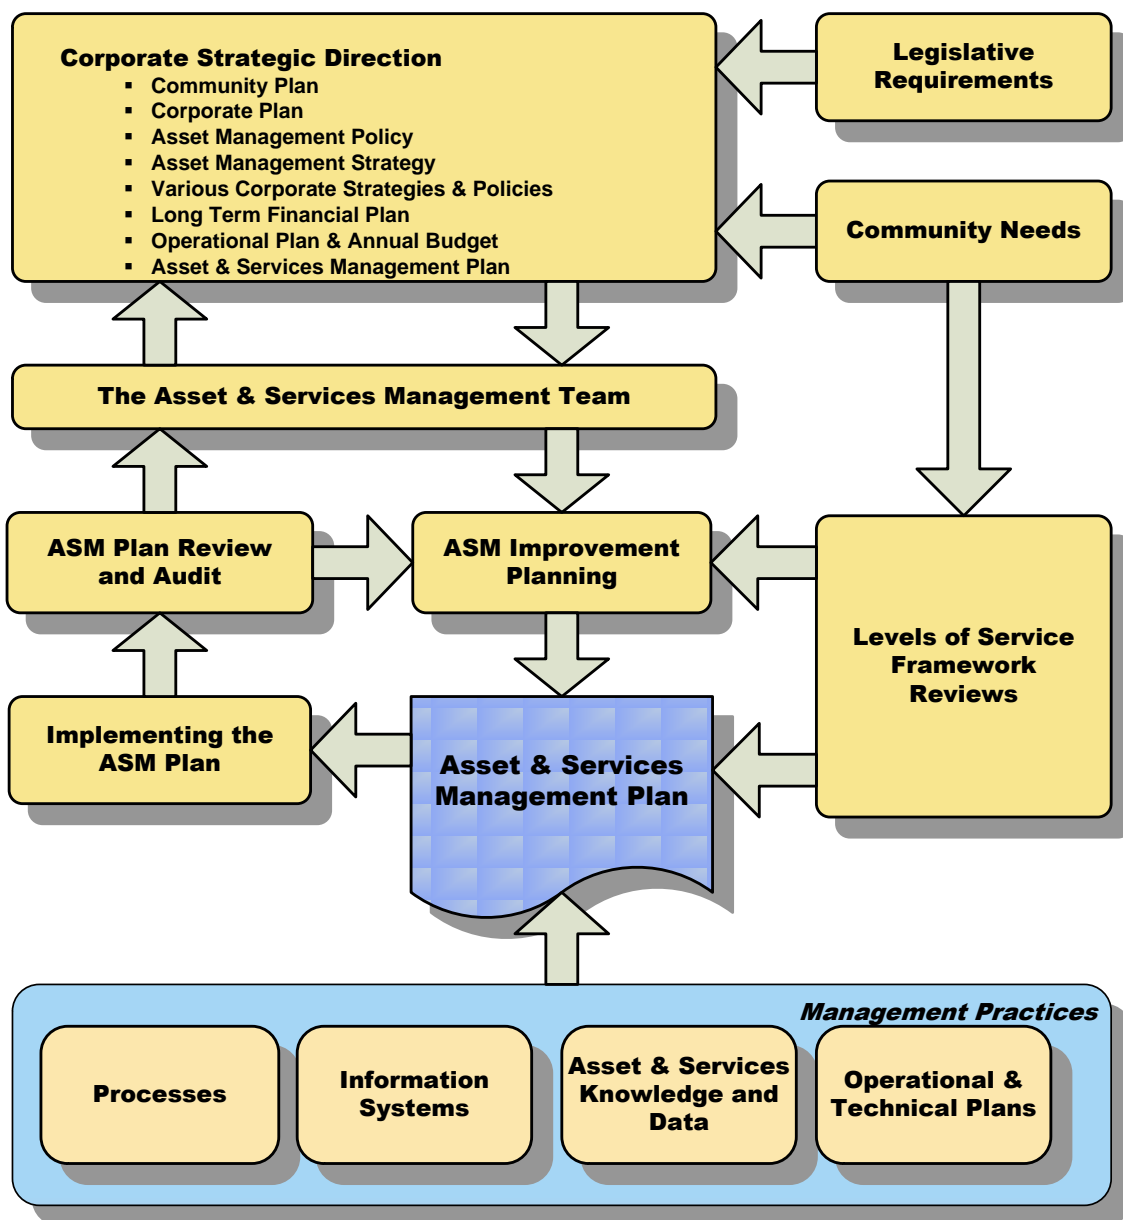 Corporate Strategic Direction
▪ Community Plan
▪ Corporate Plan
▪ Asset Management Policy
▪ Asset Management Strategy
▪ Various Corporate Strategies & Policies
▪ Long Term Financial Plan
▪ Operational Plan & Annual Budget
▪ Asset & Services Management Plan
Legislative
Requirements
Community Needs
The Asset & Services Management Team
ASM Plan Review
and Audit
ASM Improvement
Planning
Levels of Service
Framework
Reviews
Implementing the
ASM Plan
Asset & Services
Management Plan
Management Practices
Processes
Information
Systems
Asset & Services
Knowledge and
Data
Operational &
Technical Plans